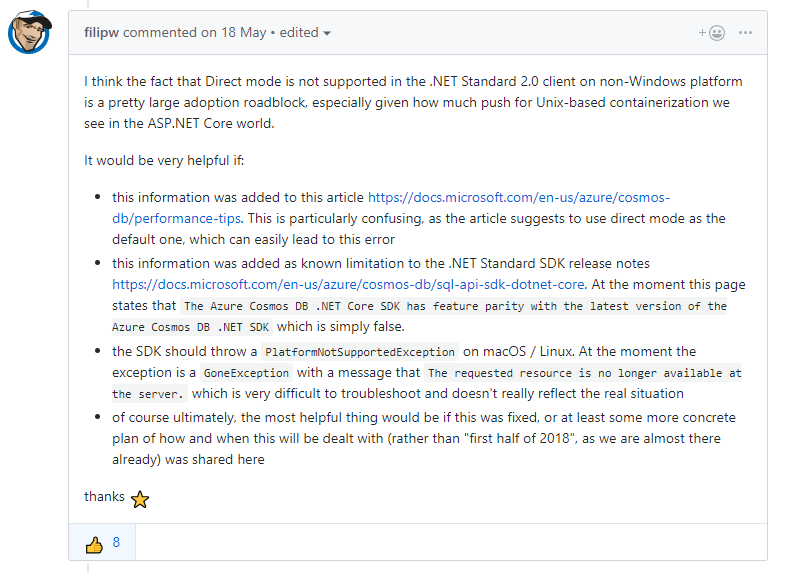 filipw commented on 18 May • edited
I think the fact that Direct mode is not supported in the .NET Standard 2.0 client on non-Windows platform
is a pretty large adoption roadblock, especially given how much push for Unix-based containerization we
see in the ASP.NET Core world.
It would be very helpful if:
• this information was added to this article https://docs.microsoft.com/en-us/azure/cosmos-
db/performance-tips. This is particularly confusing, as the article suggests to use direct mode as the
default one, which can easily lead to this error
• this information was added as known limitation to the .NET Standard SDK release notes
https://docs.microsoft.com/en-us/azure/cosmos-db/sql-api-sdk-dotnet-core. At the moment this page
states that The Azure Cosmos DB .NET Core SDK has feature parity with the latest version of the
Azure Cosmos DB .NET SDK which is simply false.
• the SDK should throw a PlatformNotSupportedException on macOS / Linux. At the moment the
exception is a GoneException with a message that The requested resource is no longer available at
the server. which is very difficult to troubleshoot and doesn't really reflect the real situation
• of course ultimately, the most helpful thing would be if this was fixed, or at least some more concrete
plan of how and when this will be dealt with (rather than "first half of 2018", as we are almost there
already) was shared here
thanks
8